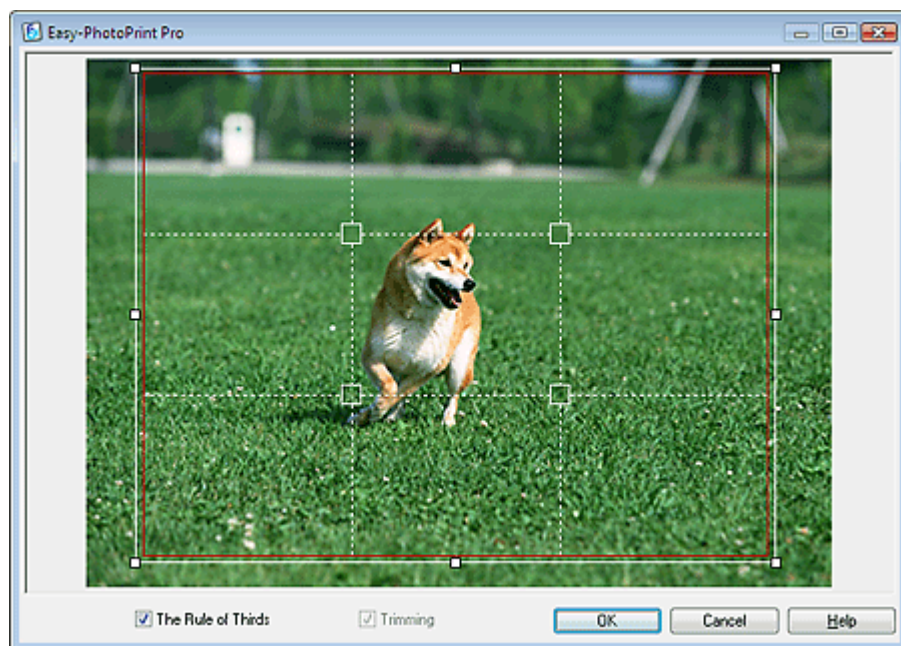 Easy-PhotoPrint Pro
The Rule of Thirds
Trimming
OK
Cancel
Help